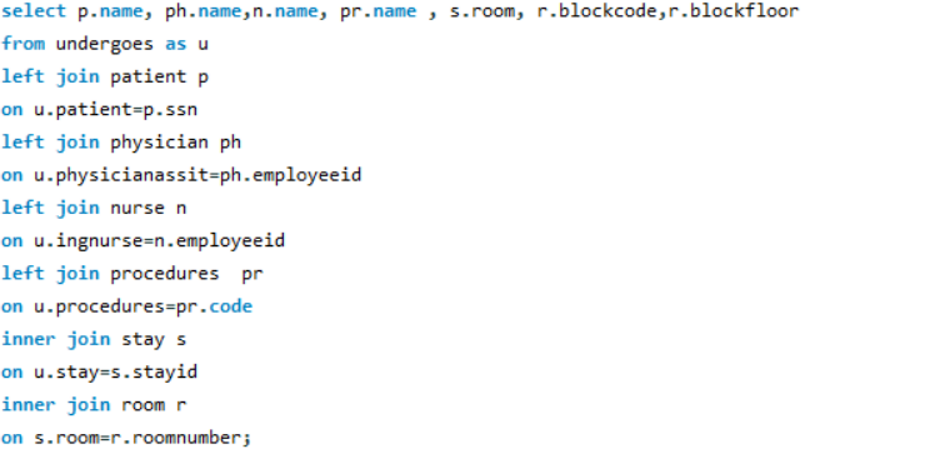 select p.name, ph.name,n.name, pr.name , s.room, r.blockcode,r.blockfloor
from undergoes as u
left join patient p
on u.patient=p.ssn
left join physician ph
on u.physicianassit=ph.employeeid
left join nurse n
on u.ingnurse=n.employeeid
left join procedures  pr
on u.procedures=pr.code
inner join stay s
on u.stay=s.stayid
inner join room r
on s.room=r.roomnumber;